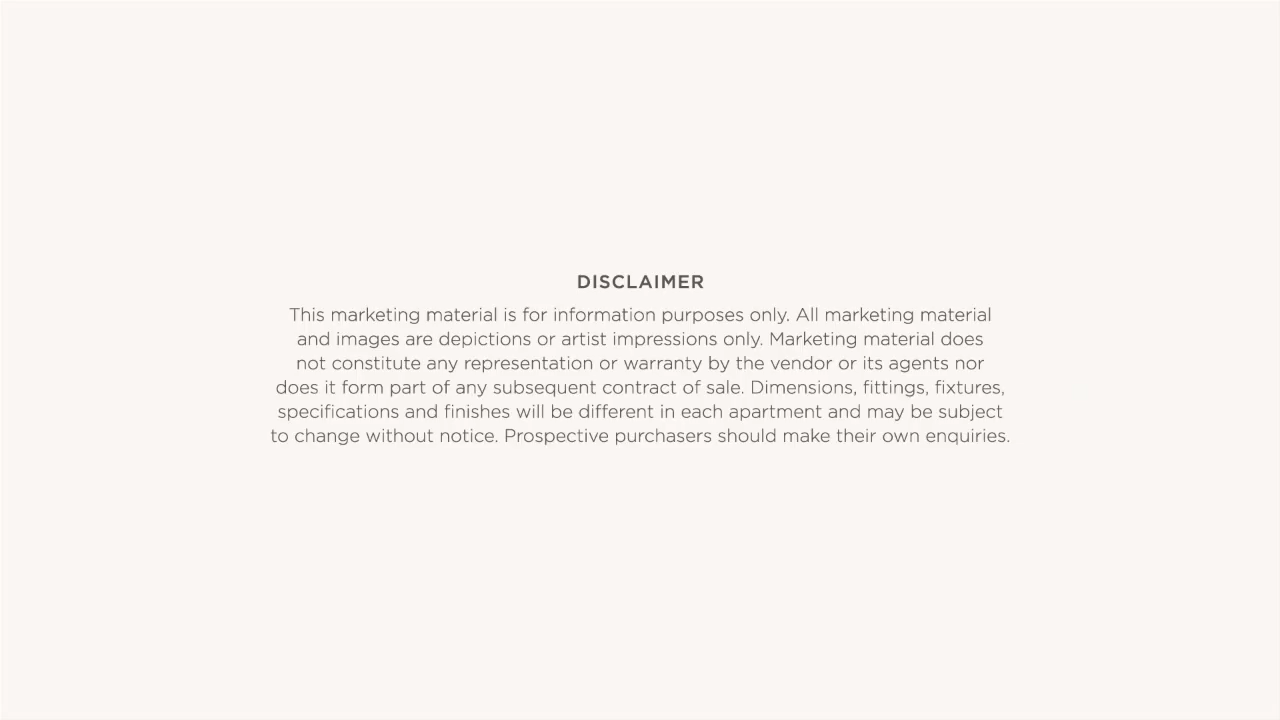 DISCLAIMER
This marketing material is for information purposes only. All marketing material
and images are depictions or artist impressions only. Marketing material does
not constitute any representation or warranty by the vendor or its agents nor
does it form part of any subsequent contract of sale. Dimensions, fittings, fixtures,
specifications and finishes will be different in each apartment and may be subject
to change without notice. Prospective purchasers should make their own enquiries.